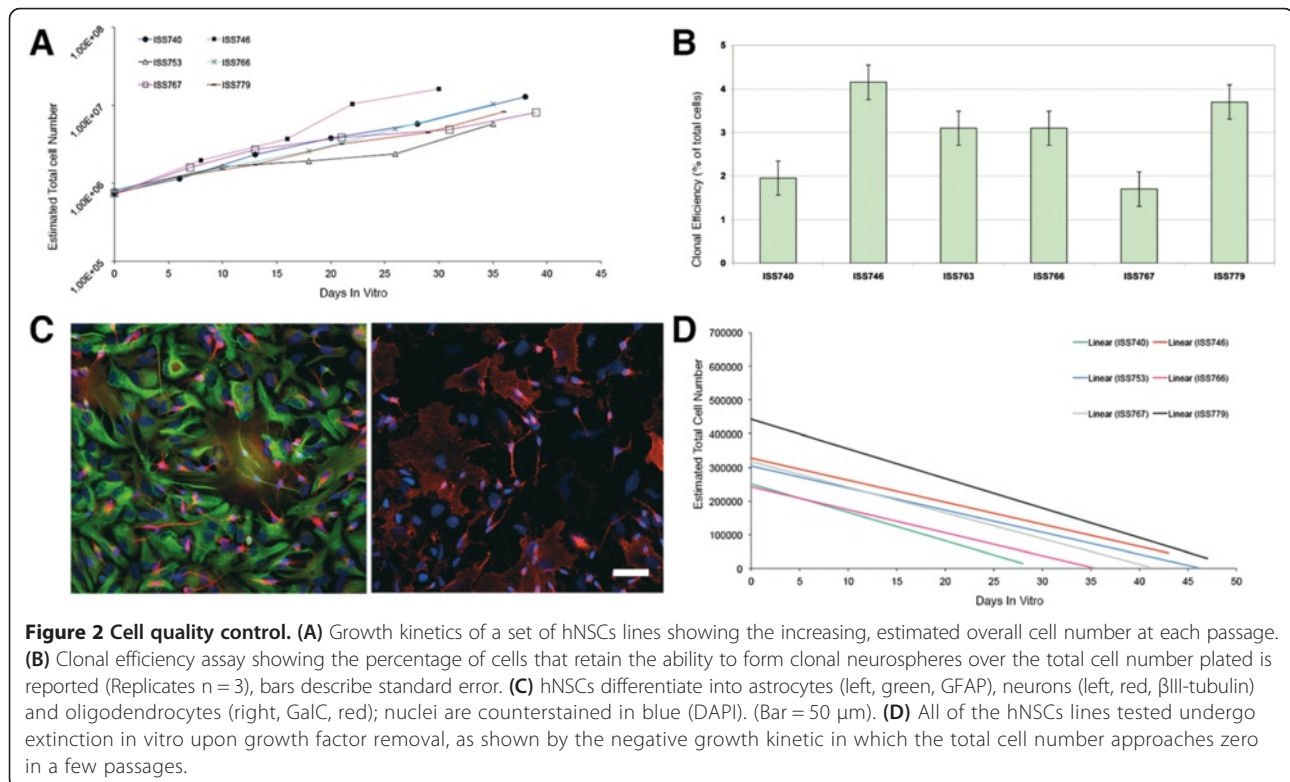 A
Estimated Total cell Number
1.00E+08
1.00E+07
1.00E+06
1.00E+05
ISS740
ISS746
ISS753
ISS766
ISS767
ISS779
0 5 10 15 20 25 30 35 40 45
Days In Vitro
B
Clonal Efficiency (% of total cells)
5
4
3
2
1
0
ISS740 ISS746 ISS763 ISS766 ISS767 ISS779
C
D
Estimated Total Cell Number
700000
600000
500000
400000
300000
200000
100000
0
Linear (ISS740) Linear (ISS746)
Linear (ISS753) Linear (ISS766)
Linear (ISS767) Linear (ISS779)
0 5 10 15 20 25 30 35 40 45 50
Days In Vitro
Figure 2 Cell quality control. (A) Growth kinetics of a set of hNSCs lines showing the increasing, estimated overall cell number at each passage.
(B) Clonal efficiency assay showing the percentage of cells that retain the ability to form clonal neurospheres over the total cell number plated is
reported (Replicates n = 3), bars describe standard error. (C) hNSCs differentiate into astrocytes (left, green, GFAP), neurons (left, red, βIII-tubulin)
and oligodendrocytes (right, GalC, red); nuclei are counterstained in blue (DAPI). (Bar = 50 μm). (D) All of the hNSCs lines tested undergo
extinction in vitro upon growth factor removal, as shown by the negative growth kinetic in which the total cell number approaches zero
in a few passages.